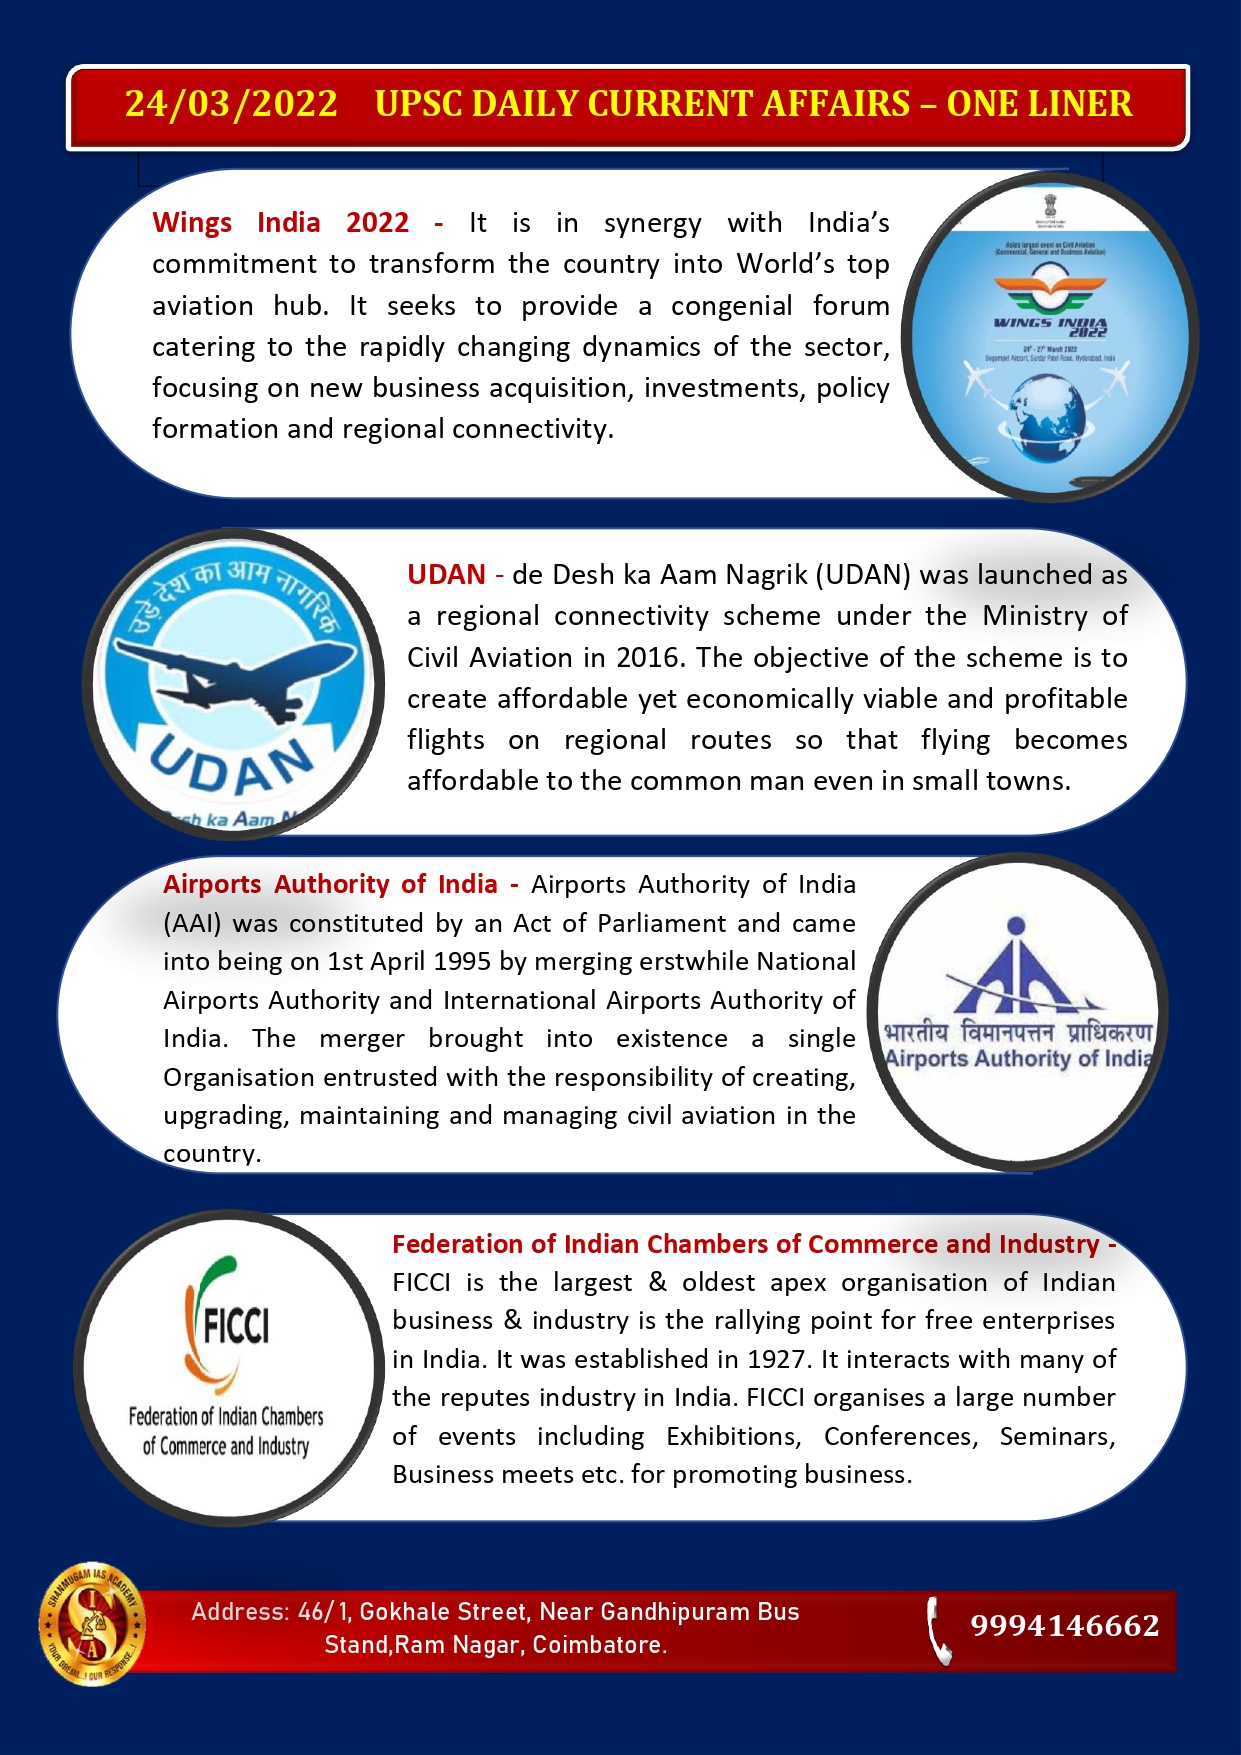 24/03/2022 UPSC DAILY CURRENT AFFAIRS – ONE LINER
Wings India 2022 - It is in synergy with India’s
commitment to transform the country into World’s top
aviation hub. It seeks to provide a congenial forum
catering to the rapidly changing dynamics of the sector,
focusing on new business acquisition, investments, policy
formation and regional connectivity.
Asia's largest event on Civil Aviation
(Commercial, General and Business Aviation)
WINGS INDIA
2022
24th - 27th March 2022
Begumpet Airport, Sardar Patel Road, Hyderabad, India
उड़े देश का आम नागरिक
UDAN
Desh ka Aam
UDAN - de Desh ka Aam Nagrik (UDAN) was launched as
a regional connectivity scheme under the Ministry of
Civil Aviation in 2016. The objective of the scheme is to
create affordable yet economically viable and profitable
flights on regional routes so that flying becomes
affordable to the common man even in small towns.
Airports Authority of India - Airports Authority of India
(AAI) was constituted by an Act of Parliament and came
into being on 1st April 1995 by merging erstwhile National
Airports Authority and International Airports Authority of
India. The merger brought into existence a single
Organisation entrusted with the responsibility of creating,
upgrading, maintaining and managing civil aviation in the
country.
भारतीय विमानपत्तन प्राधिकरण
Airports Authority of India
FICCI
Federation of Indian Chambers
of Commerce and Industry
Federation of Indian Chambers of Commerce and Industry -
FICCI is the largest & oldest apex organisation of Indian
business & industry is the rallying point for free enterprises
in India. It was established in 1927. It interacts with many of
the reputes industry in India. FICCI organises a large number
of events including Exhibitions, Conferences, Seminars,
Business meets etc. for promoting business.
SHANMUGAM IAS ACADEMY
YOUR DREAM...! OUR RESPONSE...!
Address: 46/1, Gokhale Street, Near Gandhipuram Bus
Stand,Ram Nagar, Coimbatore.
9994146662